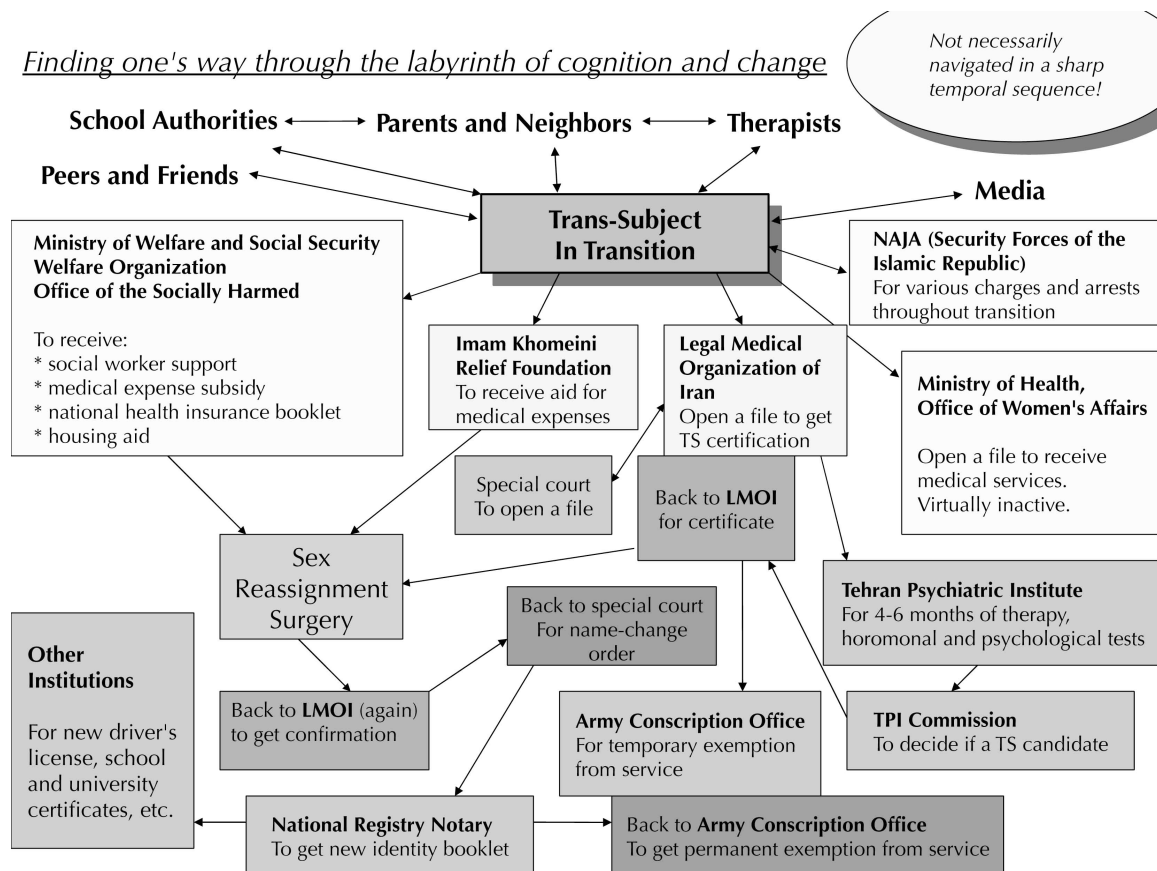 Finding one's way through the labyrinth of cognition and change
Not necessarily
navigated in a sharp
temporal sequence!
School Authorities
Parents and Neighbors
Therapists
Peers and Friends
Media
Trans-Subject
In Transition
Ministry of Welfare and Social Security
Welfare Organization
Office of the Socially Harmed
To receive:
* social worker support
* medical expense subsidy
* national health insurance booklet
* housing aid
Imam Khomeini
Relief Foundation
To receive aid for
medical expenses
Legal Medical
Organization of
Iran
Open a file to get
TS certification
NAJA (Security Forces of the
Islamic Republic)
For various charges and arrests
throughout transition
Ministry of Health,
Office of Women's Affairs
Open a file to receive
medical services.
Virtually inactive.
Special court
To open a file
Back to LMOI
for certificate
Sex
Reassignment
Surgery
Back to special court
For name-change
order
Tehran Psychiatric Institute
For 4-6 months of therapy,
horomonal and psychological tests
Other
Institutions
For new driver's
license, school
and university
certificates, etc.
Back to LMOI (again)
to get confirmation
Army Conscription Office
For temporary exemption
from service
TPI Commission
To decide if a TS candidate
National Registry Notary
To get new identity booklet
Back to Army Conscription Office
To get permanent exemption from service